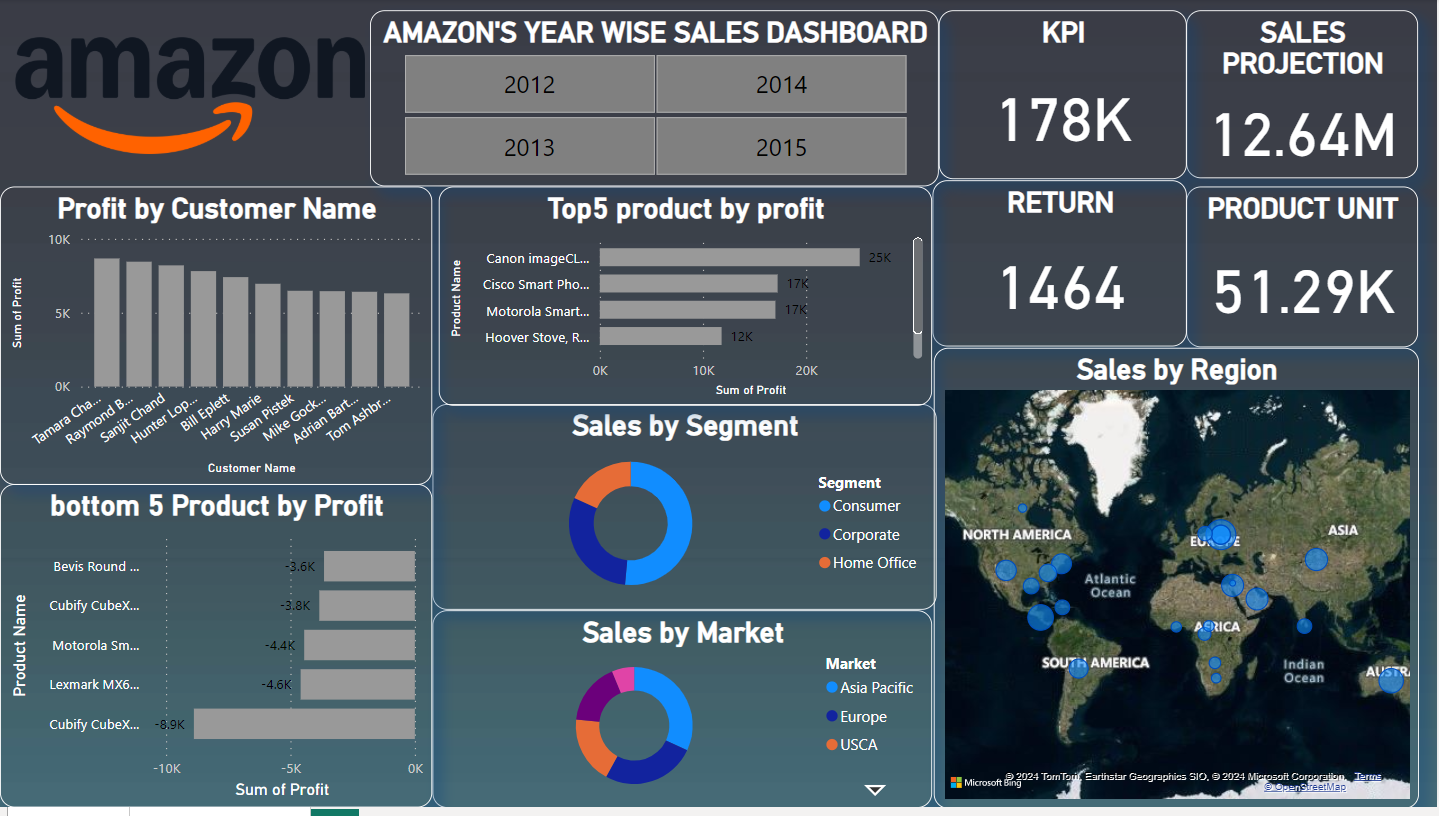 amazon
AMAZON'S YEAR WISE SALES DASHBOARD
2012
2014
2013
2015
KPI
178K
SALES
PROJECTION
12.64M
RETURN
1464
PRODUCT UNIT
51.29K
Profit by Customer Name
Sum of Profit
10K
5K
0K
Tamara Cha...
Raymond B...
Sanjit Chand
Hunter Lop...
Bill Eplett
Harry Marie
Susan Pistek
Mike Gock...
Adrian Bart...
Tom Ashbr...
Customer Name
Top5 product by profit
Product Name
Canon imageCL...
25K
Cisco Smart Pho...
17K
Motorola Smart...
17K
Hoover Stove, R...
12K
0K
10K
20K
Sum of Profit
Sales by Segment
Segment
Consumer
Corporate
Home Office
bottom 5 Product by Profit
Product Name
Bevis Round ...
-3.6K
Cubify CubeX...
-3.8K
Motorola Sm...
-4.4K
Lexmark MX6...
-4.6K
Cubify CubeX...
-8.9K
-10K
-5K
0K
Sum of Profit
Sales by Market
Market
Asia Pacific
Europe
USCA
Sales by Region
NORTH AMERICA
EUROPE
ASIA
Atlantic
Ocean
AFRICA
SOUTH AMERICA
Indian
Ocean
AUSTRA
Microsoft Bing
© 2024 TomTom, Earthstar Geographics SIO, © 2024 Microsoft Corporation, Terms
© OpenStreetMap